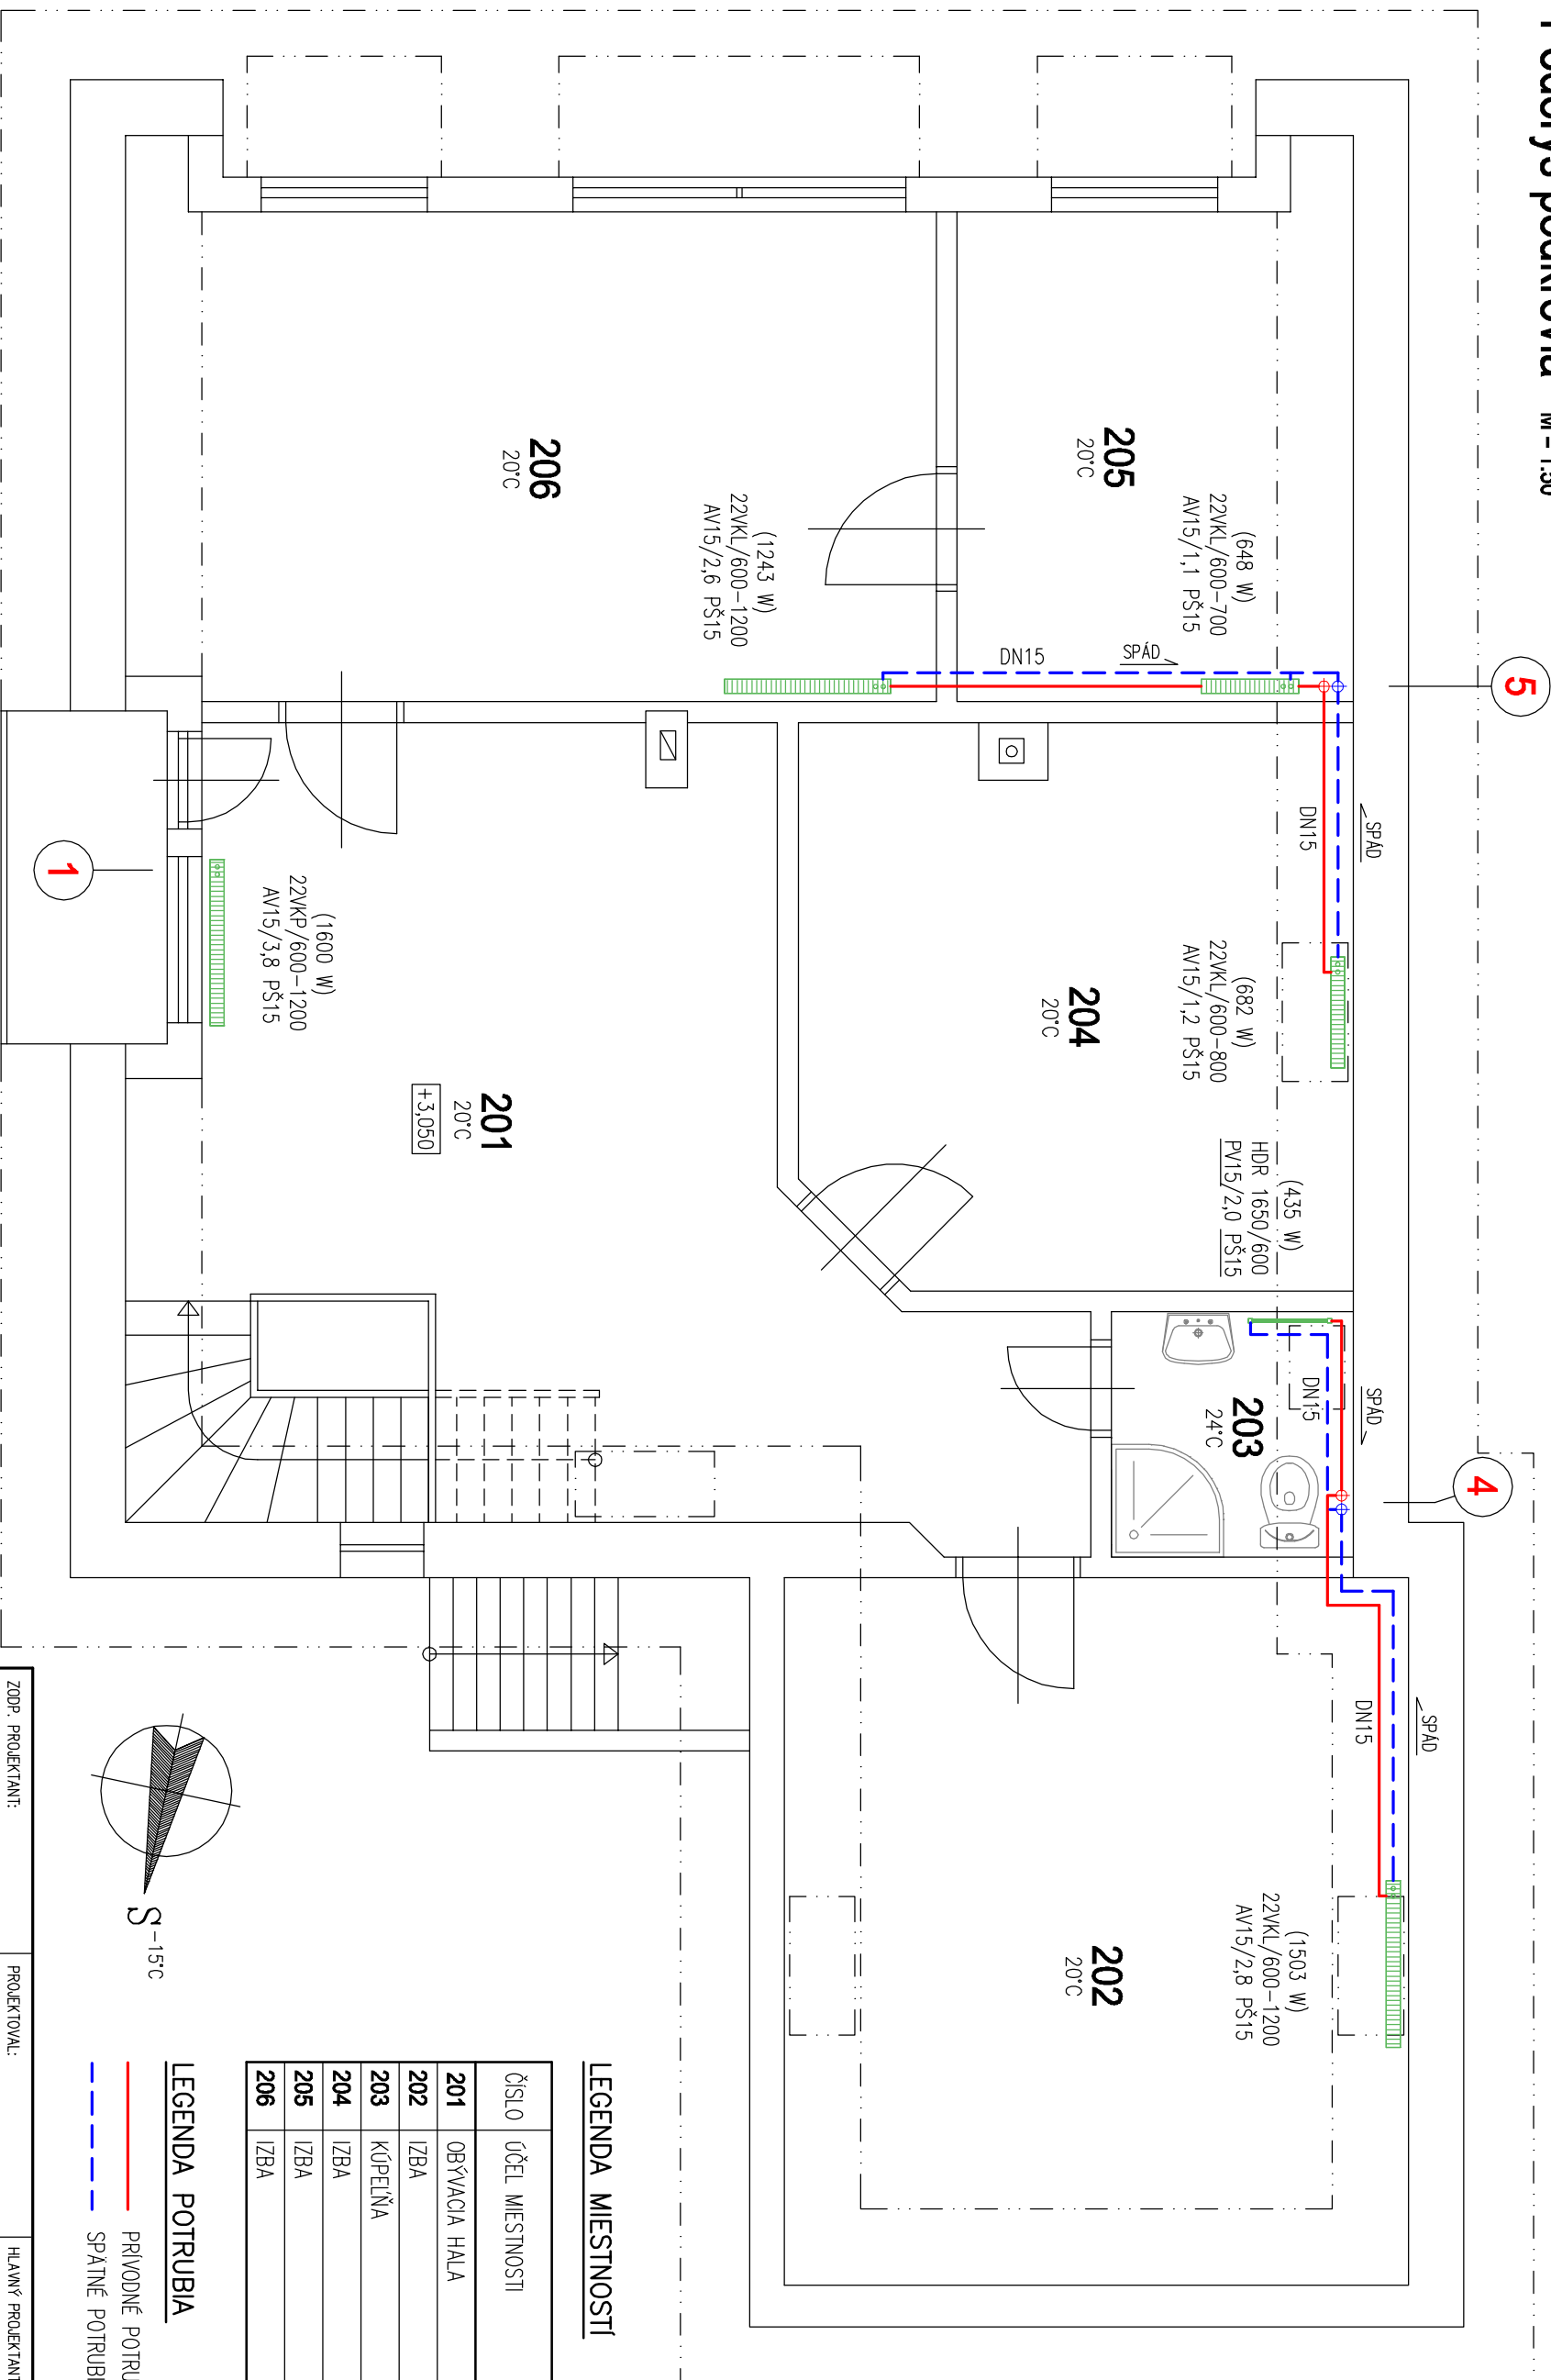 Pôdorys podkrovia M - 1:50
5
4
1
205
20°C
(648 W)
22VKL/600-700
AV15/1,1 PŠ15
206
20°C
(1243 W)
22VKL/600-1200
AV15/2,6 PŠ15
DN15
SPÁD
DN15
SPÁD
204
20°C
(682 W)
22VKL/600-800
AV15/1,2 PŠ15
(1600 W)
22VKP/600-1200
AV15/3,8 PŠ15
201
20°C
+3,050
(435 W)
HDR 1650/600
PV15/2,0 PŠ15
203
24°C
DN15
SPÁD
DN15
SPÁD
202
20°C
(1503 W)
22VKL/600-1200
AV15/2,8 PŠ15
S -15°C
LEGENDA MIESTNOSTÍ
ČÍSLO ÚČEL MIESTNOSTI
201 OBÝVACIA HALA
202 IZBA
203 KÚPEĽŇA
204 IZBA
205 IZBA
206 IZBA
LEGENDA POTRUBIA
PRÍVODNÉ POTRU
SPÄTNÉ POTRUBI
ZODP. PROJEKTANT:
PROJEKTOVAL:
HLAVNÝ PROJEKTANT